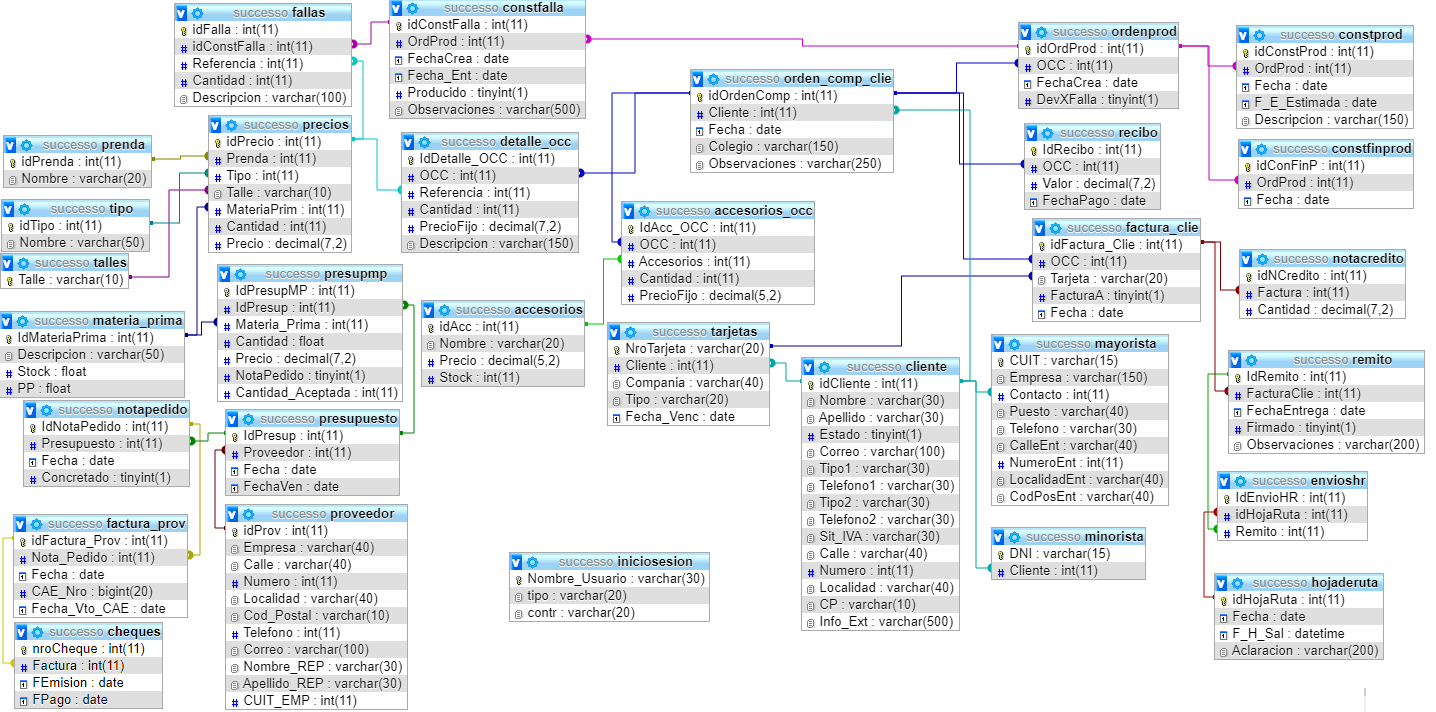 successo fallas
idFalla : int(11)
idConstFalla : int(11)
Referencia : int(11)
Cantidad : int(11)
Descripcion : varchar(100)
successo constfalla
idConstFalla : int(11)
OrdProd : int(11)
FechaCrea : date
Fecha_Ent : date
Producido : tinyint(1)
Observaciones : varchar(500)
successo ordenprod
idOrdProd : int(11)
OCC : int(11)
FechaCrea : date
DevXFalla : tinyint(1)
successo constprod
idConstProd : int(11)
OrdProd : int(11)
Fecha : date
F_E_Estimada : date
Descripcion : varchar(150)
successo orden_comp_clie
idOrdenComp : int(11)
Cliente : int(11)
Fecha : date
Colegio : varchar(150)
Observaciones : varchar(250)
successo prenda
idPrenda : int(11)
Nombre : varchar(20)
successo precios
idPrecio : int(11)
Prenda : int(11)
Tipo : int(11)
Talle : varchar(10)
MateriaPrim : int(11)
Cantidad : int(11)
Precio : decimal(7,2)
successo detalle_occ
IdDetalle_OCC : int(11)
OCC : int(11)
Referencia : int(11)
Cantidad : int(11)
PrecioFijo : decimal(7,2)
Descripcion : varchar(150)
successo recibo
IdRecibo : int(11)
OCC : int(11)
Valor : decimal(7,2)
FechaPago : date
successo constfinprod
idConFinP : int(11)
OrdProd : int(11)
Fecha : date
successo tipo
idTipo : int(11)
Nombre : varchar(50)
successo talles
Talle : varchar(10)
successo accesorios_occ
IdAcc_OCC : int(11)
OCC : int(11)
Accesorios : int(11)
Cantidad : int(11)
PrecioFijo : decimal(5,2)
successo factura_clie
idFactura_Clie : int(11)
OCC : int(11)
Tarjeta : varchar(20)
FacturaA : tinyint(1)
Fecha : date
successo notacredito
idNCredito : int(11)
Factura : int(11)
Cantidad : decimal(7,2)
successo presupmp
IdPresupMP : int(11)
IdPresup : int(11)
Materia_Prima : int(11)
Cantidad : float
Precio : decimal(7,2)
NotaPedido : tinyint(1)
Cantidad_Aceptada : int(11)
successo materia_prima
IdMateriaPrima : int(11)
Descripcion : varchar(50)
Stock : float
PP : float
successo accesorios
idAcc : int(11)
Nombre : varchar(20)
Precio : decimal(5,2)
Stock : int(11)
successo tarjetas
NroTarjeta : varchar(20)
Cliente : int(11)
Compania : varchar(40)
Tipo : varchar(20)
Fecha_Venc : date
successo cliente
idCliente : int(11)
Nombre : varchar(30)
Apellido : varchar(30)
Estado : tinyint(1)
Correo : varchar(100)
Tipo1 : varchar(30)
Telefono1 : varchar(30)
Tipo2 : varchar(30)
Telefono2 : varchar(30)
Sit_IVA : varchar(30)
Calle : varchar(40)
Numero : int(11)
Localidad : varchar(40)
CP : varchar(10)
Info_Ext : varchar(500)
successo mayorista
CUIT : varchar(15)
Empresa : varchar(150)
Contacto : int(11)
Puesto : varchar(40)
Telefono : varchar(30)
CalleEnt : varchar(40)
NumeroEnt : int(11)
LocalidadEnt : varchar(40)
CodPosEnt : varchar(40)
successo remito
IdRemito : int(11)
FacturaClie : int(11)
FechaEntrega : date
Firmado : tinyint(1)
Observaciones : varchar(200)
successo notapedido
IdNotaPedido : int(11)
Presupuesto : int(11)
Fecha : date
Concretado : tinyint(1)
successo presupuesto
IdPresup : int(11)
Proveedor : int(11)
Fecha : date
FechaVen : date
successo envioshr
IdEnvioHR : int(11)
idHojaRuta : int(11)
Remito : int(11)
successo factura_prov
idFactura_Prov : int(11)
Nota_Pedido : int(11)
Fecha : date
CAE_Nro : bigint(20)
Fecha_Vto_CAE : date
successo proveedor
idProv : int(11)
Empresa : varchar(40)
Calle : varchar(40)
Numero : int(11)
Localidad : varchar(40)
Cod_Postal : varchar(10)
Telefono : int(11)
Correo : varchar(100)
Nombre_REP : varchar(30)
Apellido_REP : varchar(30)
CUIT_EMP : int(11)
successo iniciosesion
Nombre_Usuario : varchar(30)
tipo : varchar(20)
contr : varchar(20)
successo minorista
DNI : varchar(15)
Cliente : int(11)
successo hojaderuta
idHojaRuta : int(11)
Fecha : date
F_H_Sal : datetime
Aclaracion : varchar(200)
successo cheques
nroCheque : int(11)
Factura : int(11)
FEmision : date
FPago : date